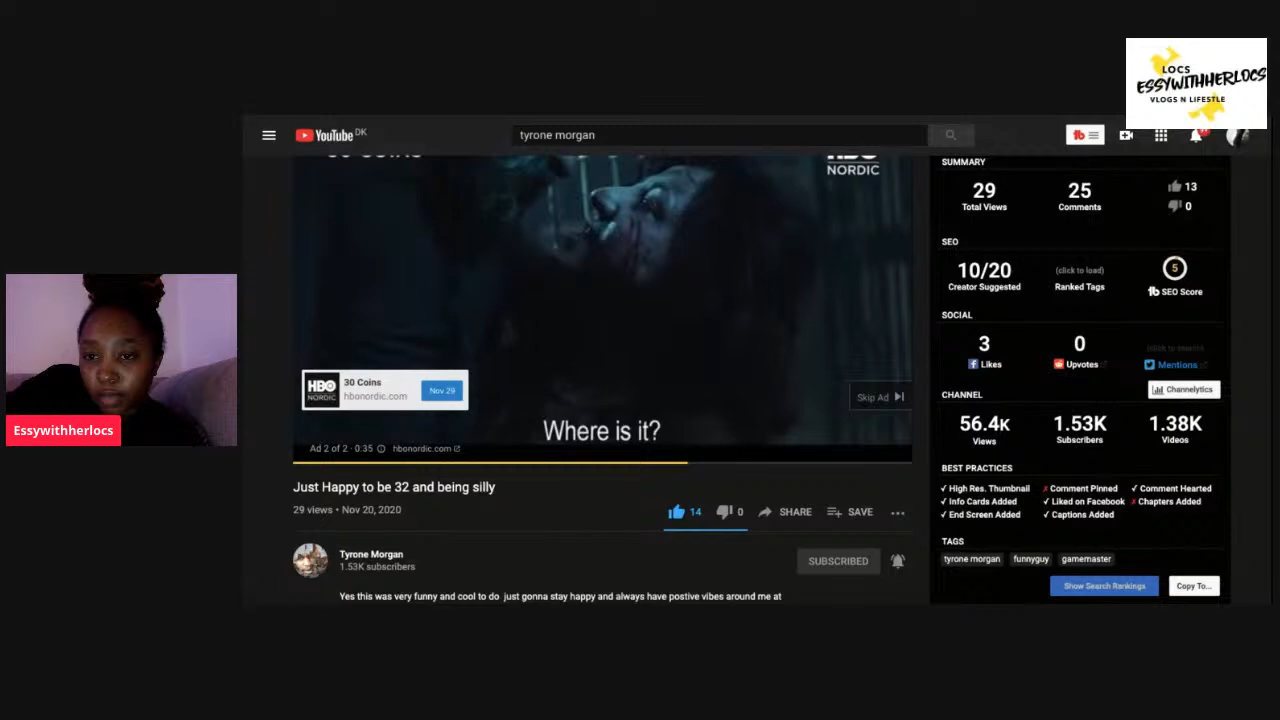 LOCS
ESSYWITHHERLOCS
VLOGS N LIFESTLE
YouTube DK
tyrone morgan
NORDIC
30 Coins
HBO NORDIC
hbonordic.com
Nov 29
Skip Ad
Where is it?
Ad 2 of 2 · 0:35
hbonordic.com
Just Happy to be 32 and being silly
29 views • Nov 20, 2020
14
0
SHARE
SAVE
Tyrone Morgan
1.53K subscribers
SUBSCRIBED
Yes this was very funny and cool to do just gonna stay happy and always have postive vibes around me at
Essywithherlocs
SUMMARY
29
Total Views
25
Comments
13
0
SEO
10/20
Creator Suggested
(click to load)
Ranked Tags
5
tb SEO Score
SOCIAL
3
Likes
0
Upvotes
(click to search)
Mentions
CHANNEL
Channelytics
56.4K
Views
1.53K
Subscribers
1.38K
Videos
BEST PRACTICES
✓ High Res. Thumbnail
✗ Comment Pinned
✓ Comment Hearted
✓ Info Cards Added
✓ Liked on Facebook
✗ Chapters Added
✓ End Screen Added
✓ Captions Added
TAGS
tyrone morgan
funnyguy
gamemaster
Show Search Rankings
Copy To...